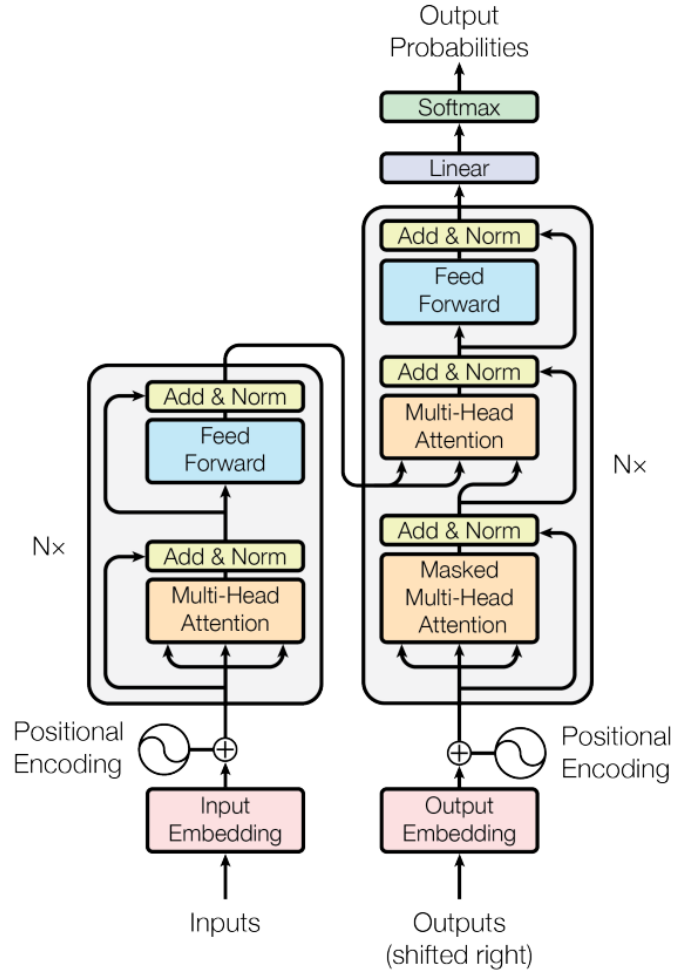 Output
Probabilities
Softmax
Linear
Add & Norm
Feed
Forward
Add & Norm
Multi-Head
Attention
Add & Norm
Masked
Multi-Head
Attention
N×
Add & Norm
Feed
Forward
Add & Norm
Multi-Head
Attention
N×
Positional
Encoding
Positional
Encoding
Input
Embedding
Output
Embedding
Inputs
Outputs
(shifted right)